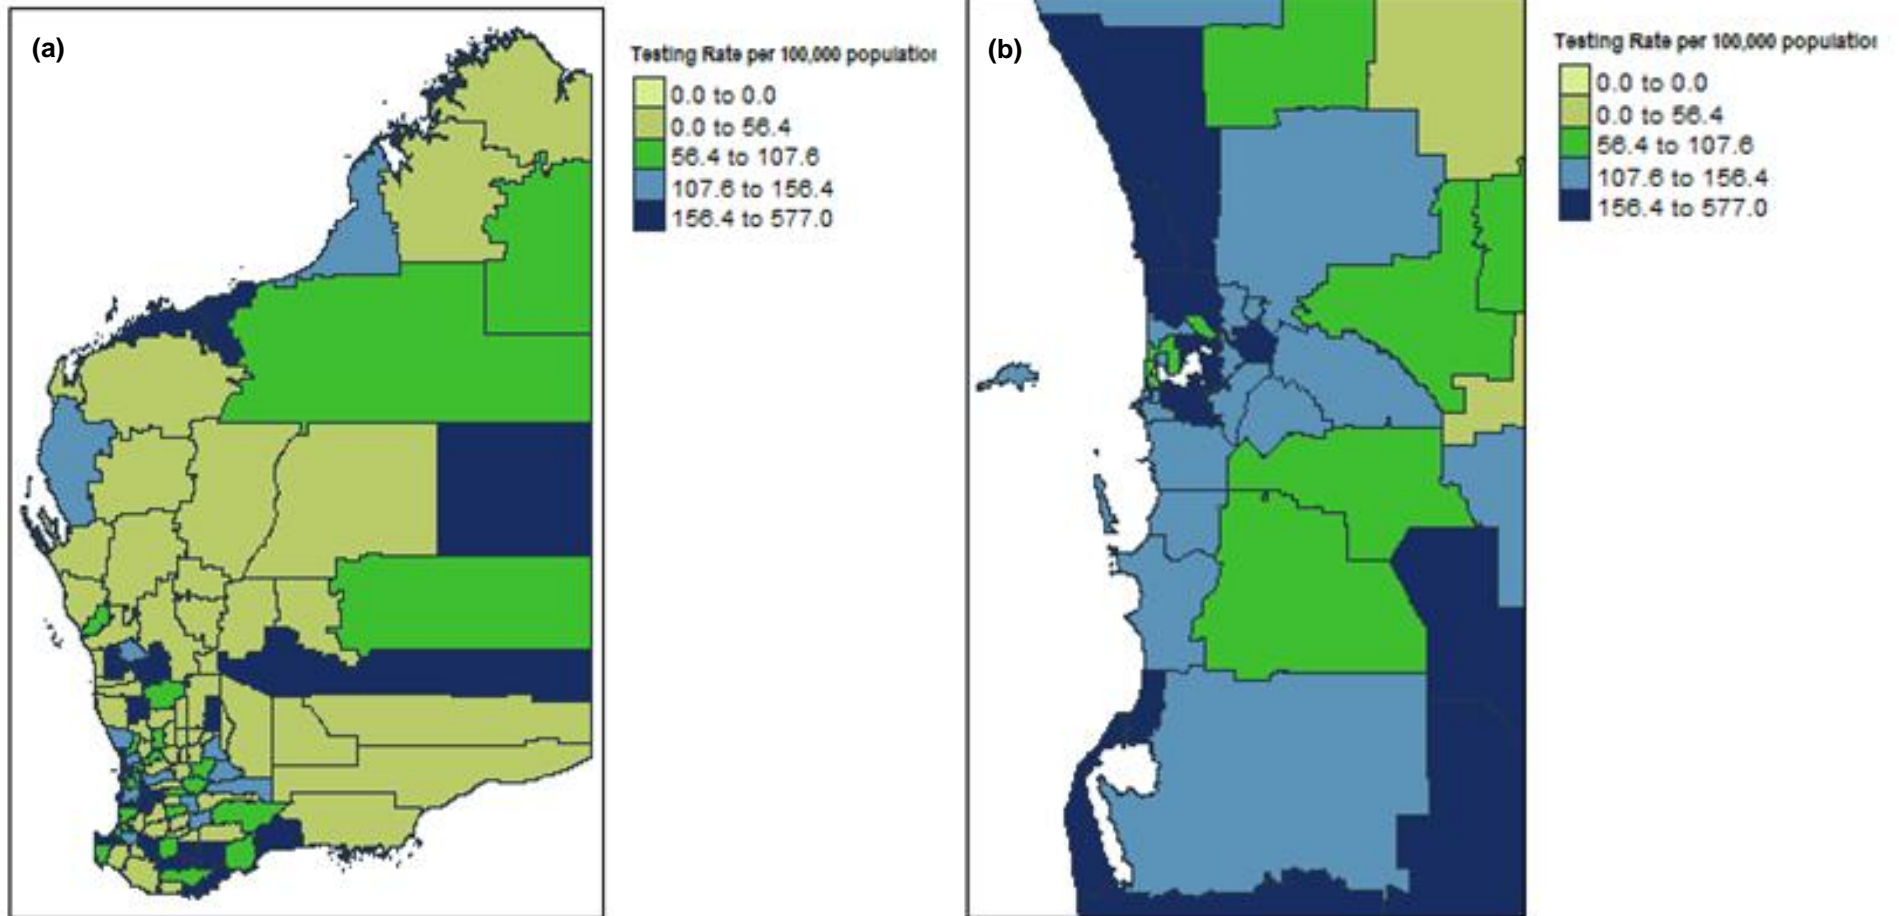 (a)
Testing Rate per 100,000 population
0.0 to 0.0
0.0 to 56.4
56.4 to 107.6
107.6 to 156.4
156.4 to 577.0
(b)
Testing Rate per 100,000 population
0.0 to 0.0
0.0 to 56.4
56.4 to 107.6
107.6 to 156.4
156.4 to 577.0